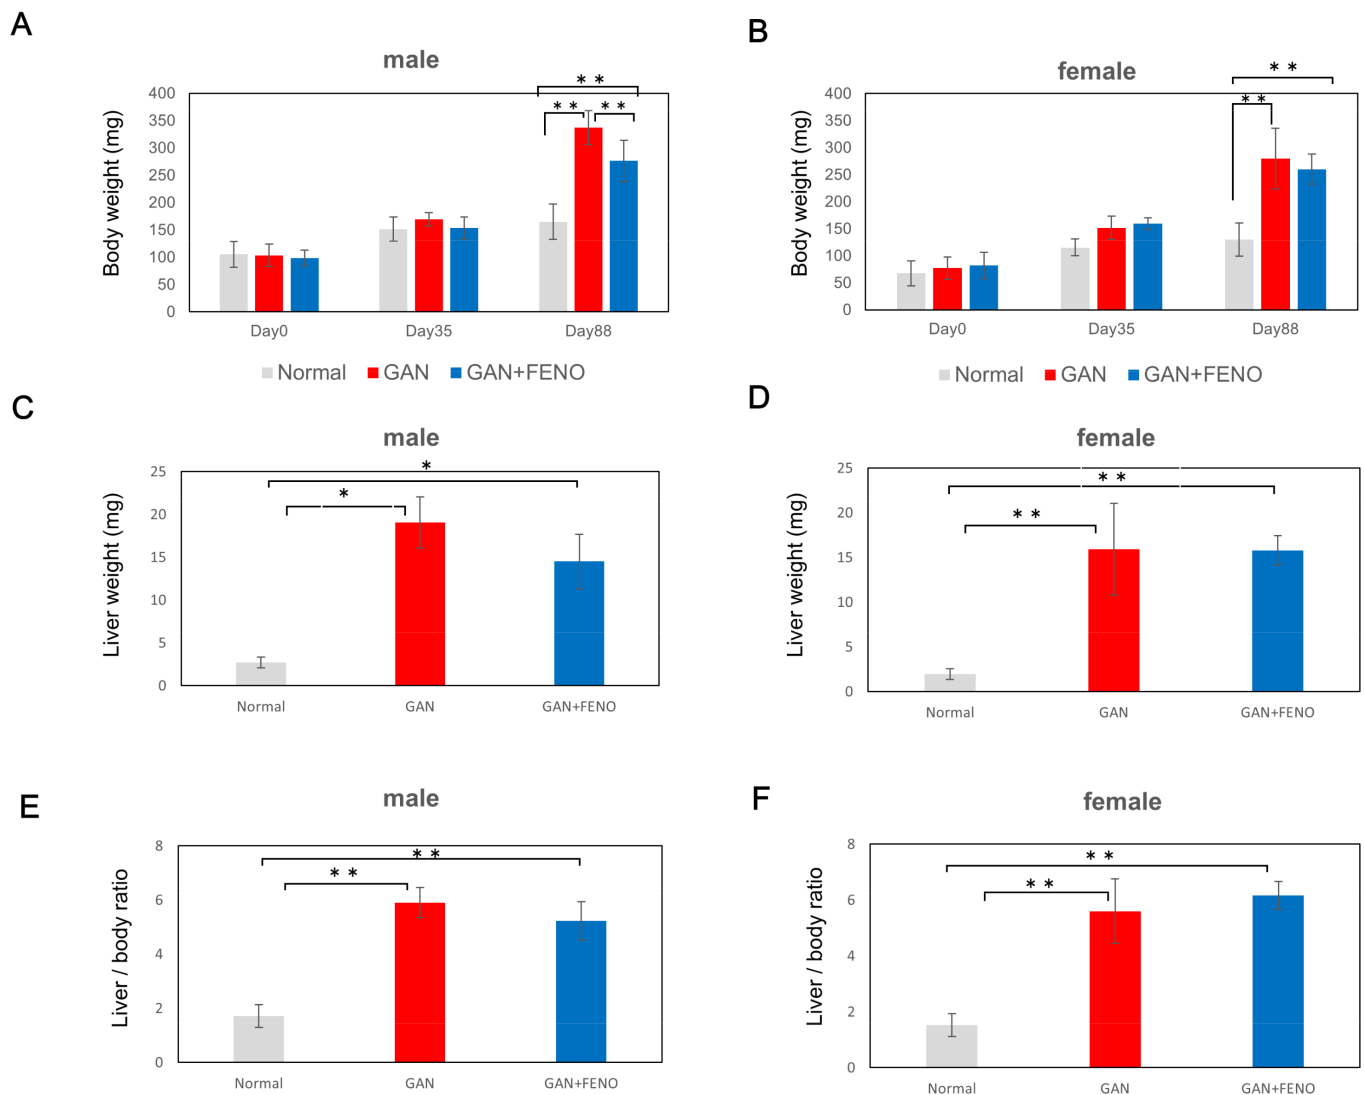 A
male
Body weight (mg)
400
350
300
250
200
150
100
50
0
* *
* *
* *
Day0
Day35
Day88
Normal
GAN
GAN+FENO
B
female
Body weight (mg)
400
350
300
250
200
150
100
50
0
* *
* *
Day0
Day35
Day88
Normal
GAN
GAN+FENO
C
male
Liver weight (mg)
25
20
15
10
5
0
*
*
Normal
GAN
GAN+FENO
D
female
Liver weight (mg)
25
20
15
10
5
0
* *
* *
Normal
GAN
GAN+FENO
E
male
Liver / body ratio
8
6
4
2
0
* *
* *
Normal
GAN
GAN+FENO
F
female
Liver / body ratio
8
6
4
2
0
* *
* *
Normal
GAN
GAN+FENO